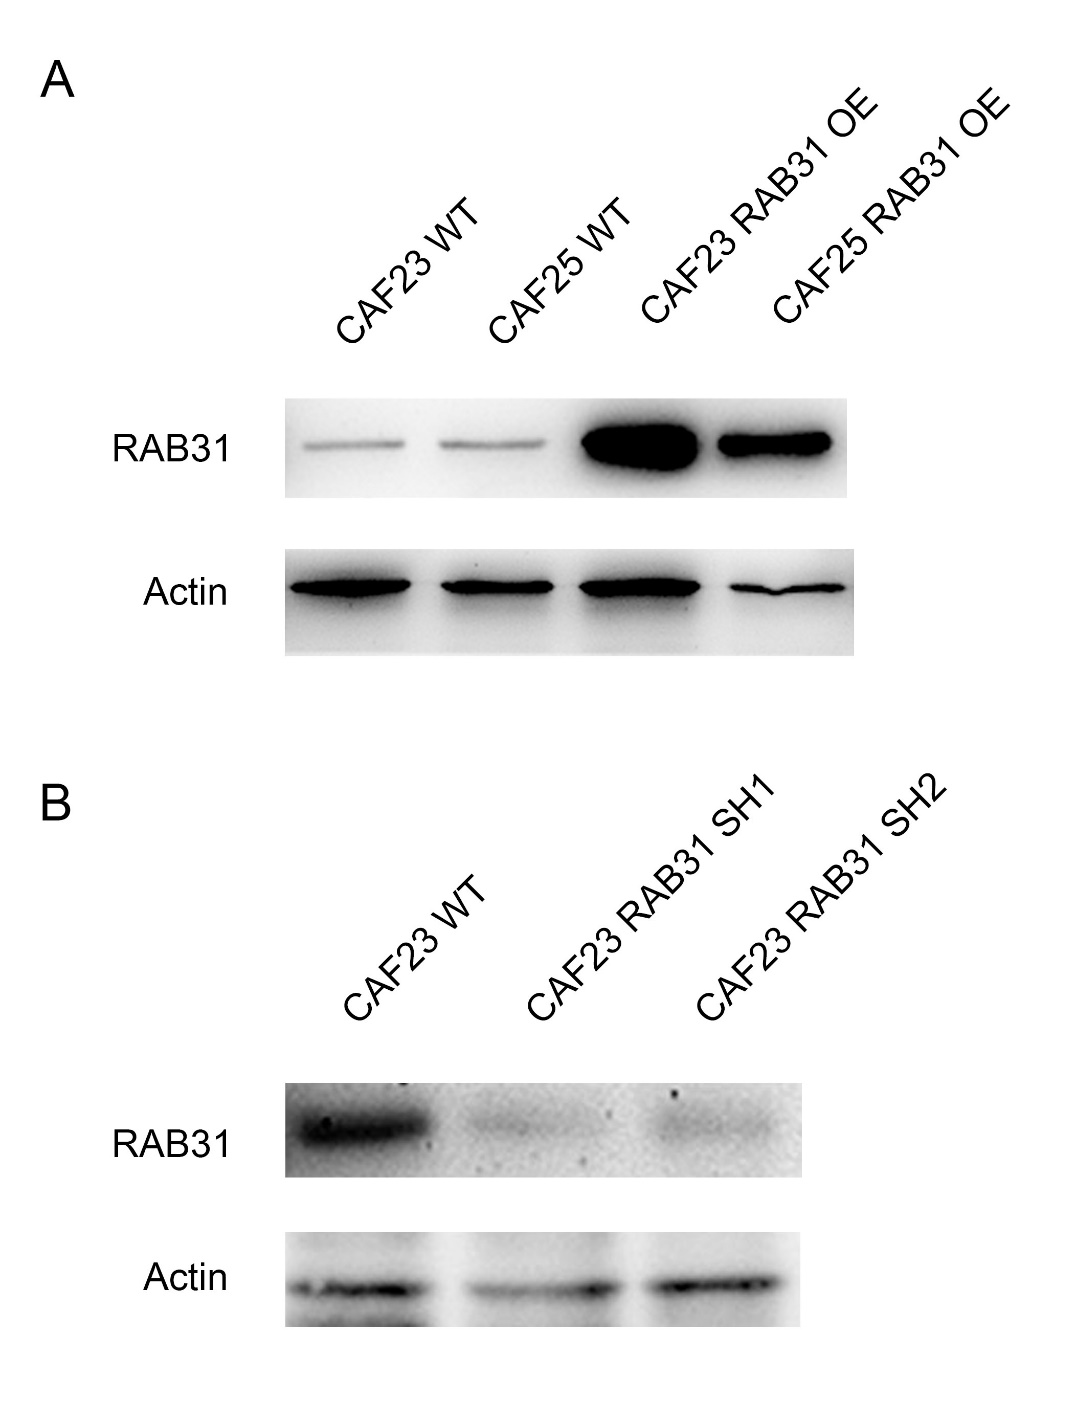 A
CAF23 WT
CAF25 WT
CAF23 RAB31 OE
CAF25 RAB31 OE
RAB31
Actin
B
CAF23 WT
CAF23 RAB31 SH1
CAF23 RAB31 SH2
RAB31
Actin